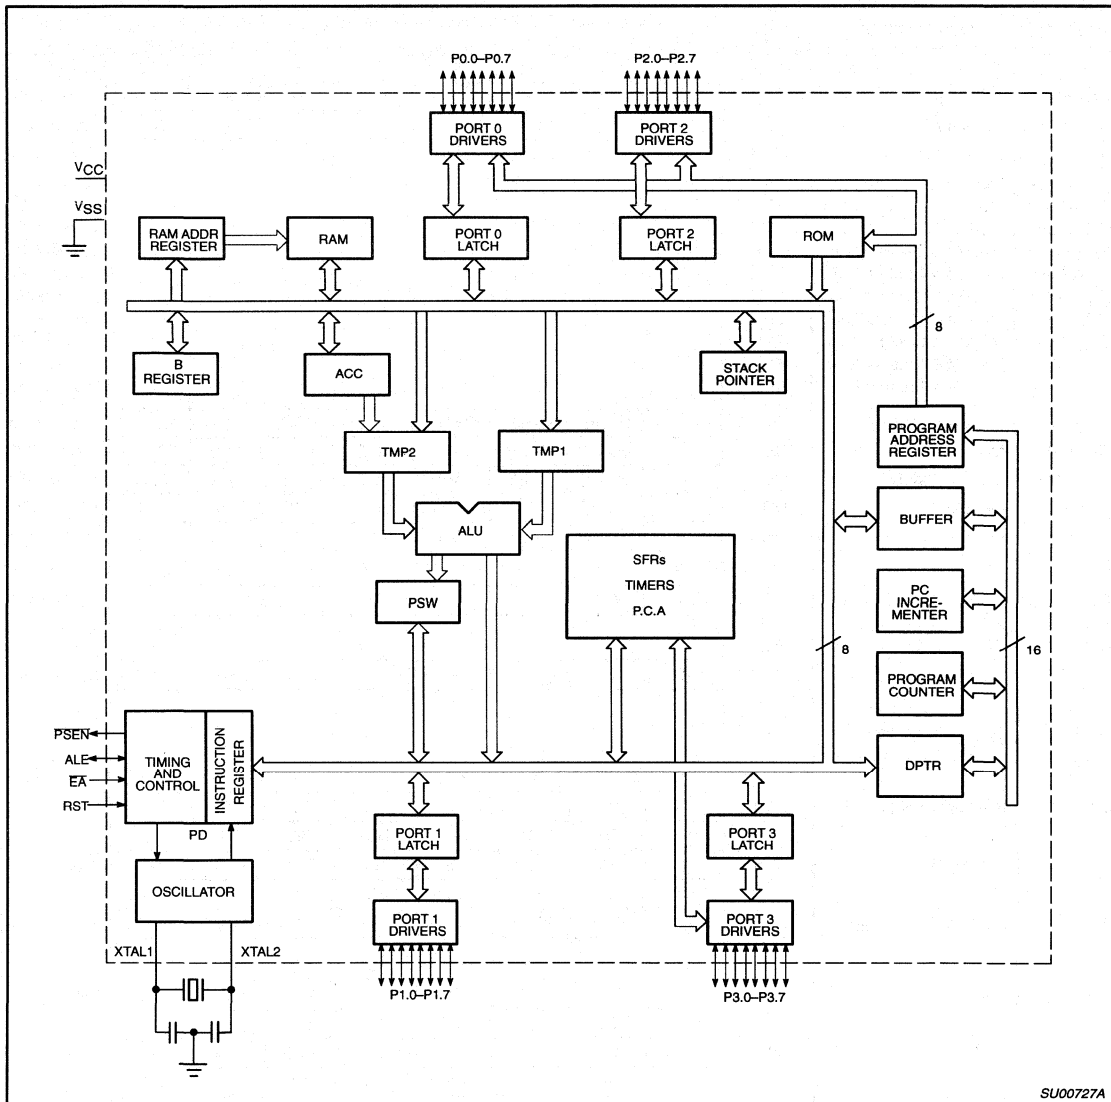 P0.0–P0.7
P2.0–P2.7
PORT 0
DRIVERS
PORT 2
DRIVERS
VCC
VSS
RAM ADDR
REGISTER
RAM
PORT 0
LATCH
PORT 2
LATCH
ROM
8
B
REGISTER
ACC
STACK
POINTER
PROGRAM
ADDRESS
REGISTER
TMP2
TMP1
BUFFER
ALU
SFRs
TIMERS
P.C.A
PSW
PC
INCRE-
MENTER
8
16
PROGRAM
COUNTER
PSEN
ALE
EA
RST
TIMING
AND
CONTROL
INSTRUCTION
REGISTER
DPTR
PD
PORT 1
LATCH
PORT 3
LATCH
OSCILLATOR
PORT 1
DRIVERS
PORT 3
DRIVERS
XTAL1
XTAL2
P1.0–P1.7
P3.0–P3.7
SU00727A